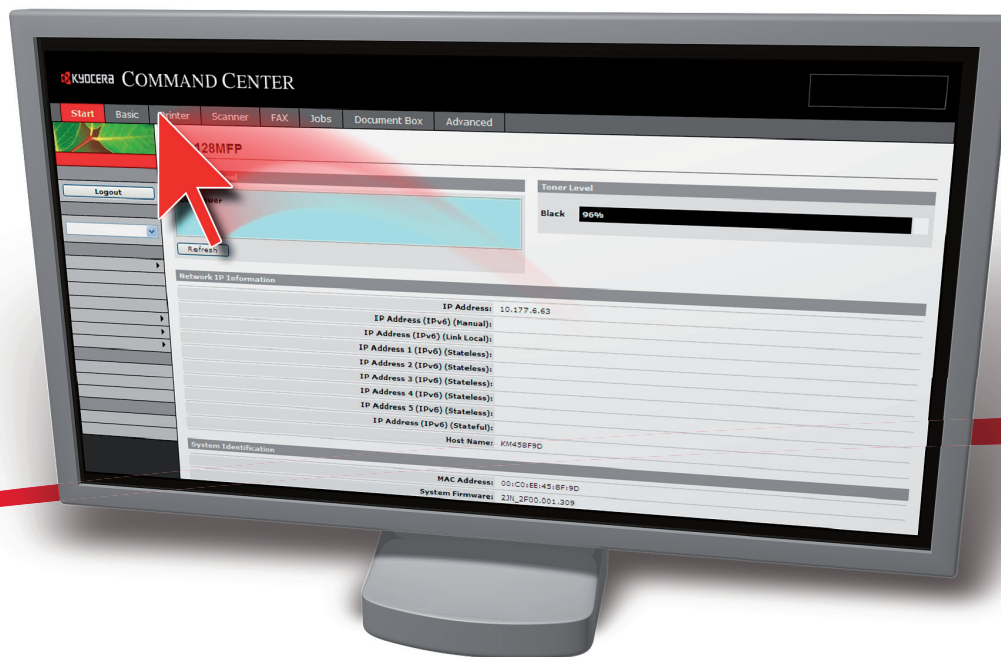 KYOCERA COMMAND CENTER
Start Basic Printer Scanner FAX Jobs Document Box Advanced
128MFP
Logout
Refresh
Toner Level
Black 96%
Network IP Information
IP Address: 10.177.6.63
IP Address (IPv6) (Manual):
IP Address (IPv6) (Link Local):
IP Address 1 (IPv6) (Stateless):
IP Address 2 (IPv6) (Stateless):
IP Address 3 (IPv6) (Stateless):
IP Address 4 (IPv6) (Stateless):
IP Address 5 (IPv6) (Stateless):
IP Address (IPv6) (Stateful):
Host Name: KM458F9D
System Identification
MAC Address: 00:C0:EE:45:8F:9D
System Firmware: 2JN_2F00.001.309